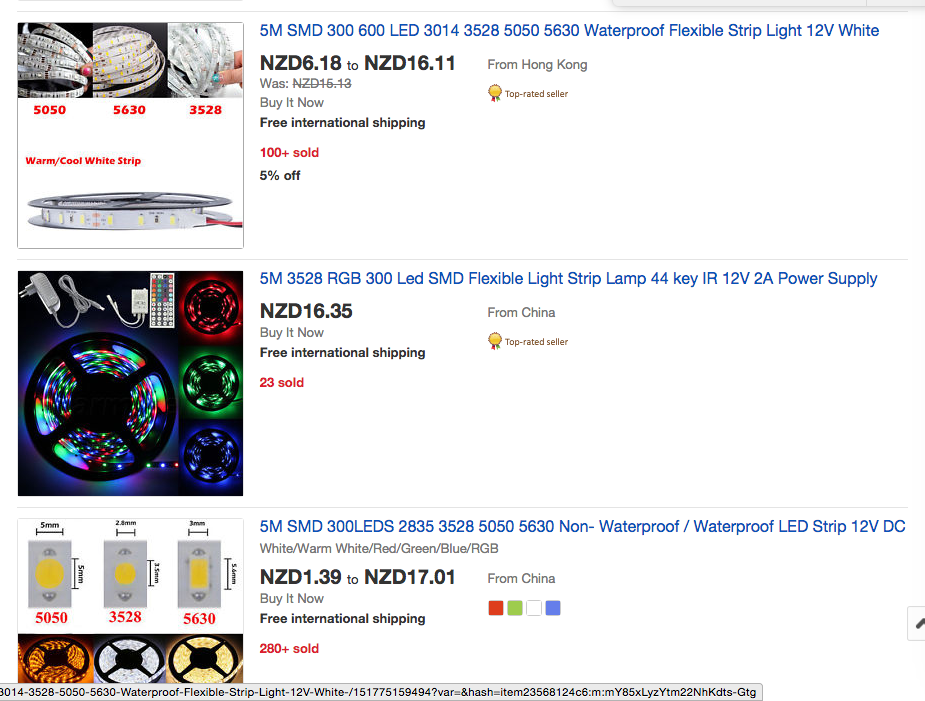 5M SMD 300 600 LED 3014 3528 5050 5630 Waterproof Flexible Strip Light 12V White
NZD6.18 to NZD16.11
From Hong Kong
Was: NZD15.13
Top-rated seller
Buy It Now
Free international shipping
100+ sold
5% off
5050 5630 3528
Warm/Cool White Strip
5M 3528 RGB 300 Led SMD Flexible Light Strip Lamp 44 key IR 12V 2A Power Supply
NZD16.35
From China
Buy It Now
Top-rated seller
Free international shipping
23 sold
5M SMD 300LEDS 2835 3528 5050 5630 Non- Waterproof / Waterproof LED Strip 12V DC
White/Warm White/Red/Green/Blue/RGB
NZD1.39 to NZD17.01
From China
Buy It Now
Free international shipping
280+ sold
5mm 2.8mm 3mm
5mm 3.5mm 5.6mm
5050 3528 5630
3014-3528-5050-5630-Waterproof-Flexible-Strip-Light-12V-White-/151775159494?var=&hash=item23568124c6:m:mY85xLyzYtm22NhKdts-Gtg